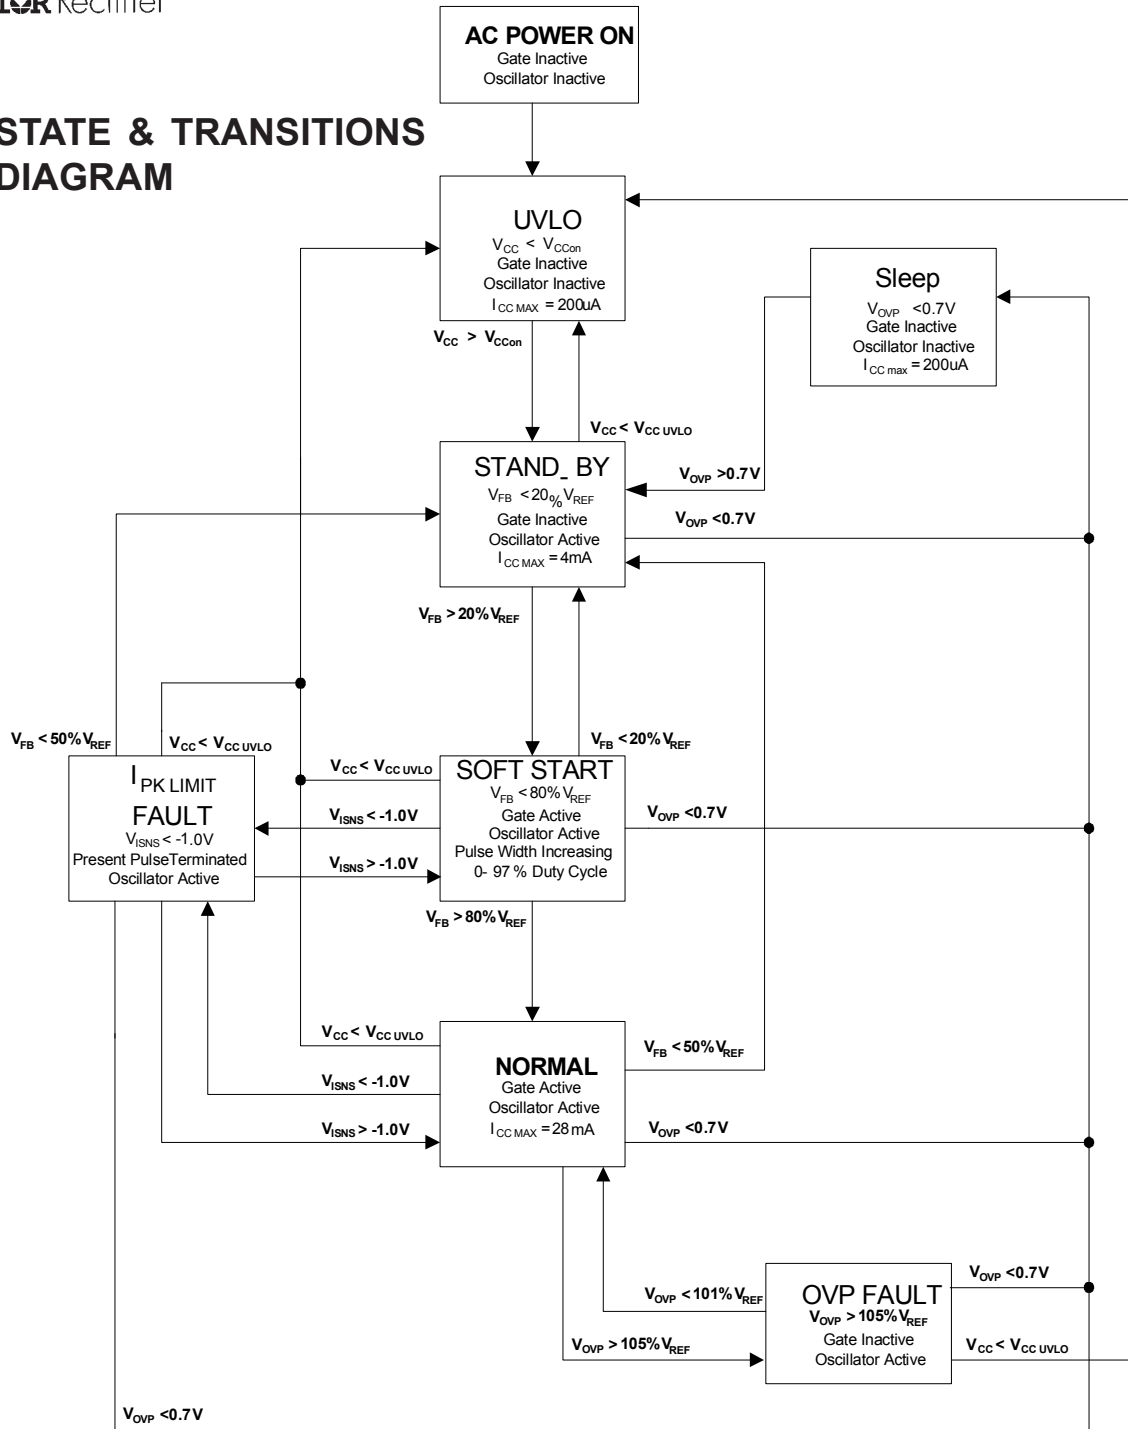 IOR Rectifier
AC POWER ON
Gate Inactive
Oscillator Inactive
STATE & TRANSITIONS
DIAGRAM
UVLO
VCC < VCCon
Gate Inactive
Oscillator Inactive
ICC MAX = 200uA
Sleep
VOVP <0.7V
Gate Inactive
Oscillator Inactive
ICC max = 200uA
VCC > VCCon
VCC < VCC UVLO
STAND_ BY
VFB <20% VREF
Gate Inactive
Oscillator Active
ICC MAX = 4mA
VOVP >0.7V
VOVP <0.7V
VFB > 20% VREF
VFB < 20% VREF
VFB < 50% VREF
VCC < VCC UVLO
IPK LIMIT
FAULT
VISNS < -1.0V
Present PulseTerminated
Oscillator Active
VCC < VCC UVLO
VISNS < -1.0V
VISNS > -1.0V
SOFT START
VFB < 80% VREF
Gate Active
Oscillator Active
Pulse Width Increasing
0- 97 % Duty Cycle
VOVP <0.7V
VFB > 80% VREF
VCC < VCC UVLO
VISNS < -1.0V
VISNS > -1.0V
NORMAL
Gate Active
Oscillator Active
ICC MAX = 28 mA
VFB < 50% VREF
VOVP <0.7V
VOVP < 101% VREF
VOVP > 105% VREF
OVP FAULT
VOVP > 105% VREF
Gate Inactive
Oscillator Active
VOVP <0.7V
VCC < VCC UVLO
VOVP <0.7V